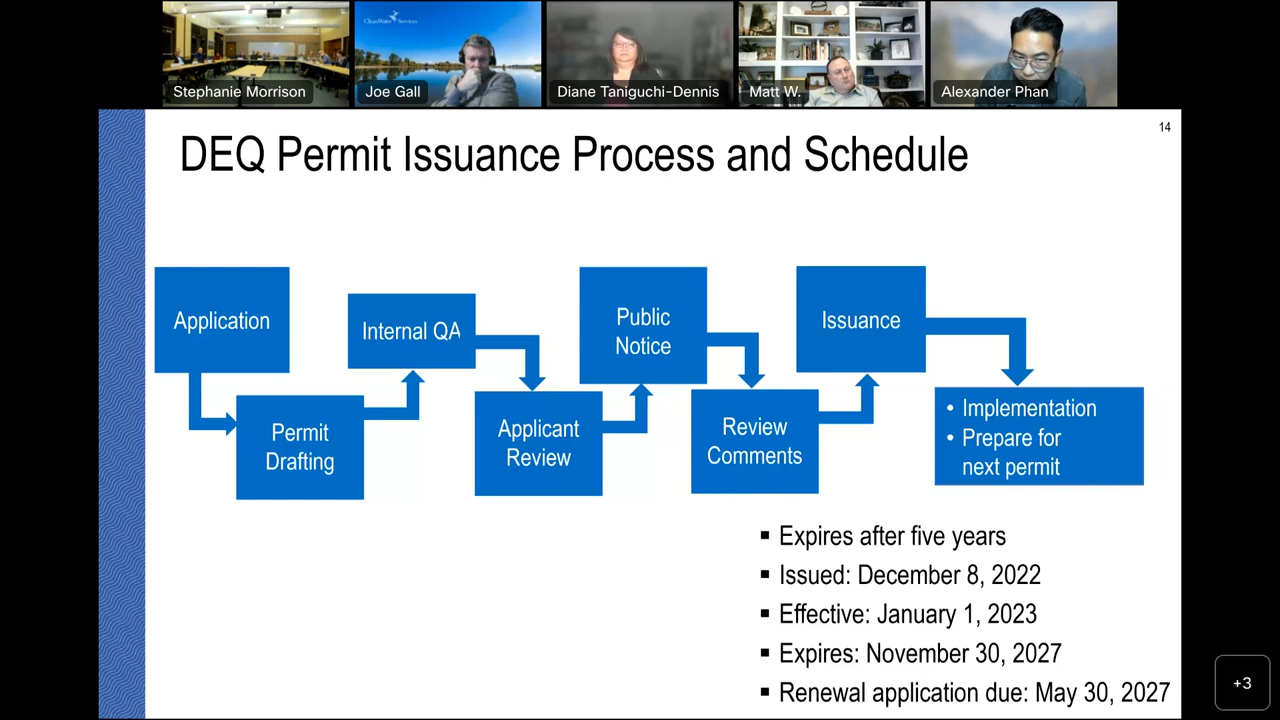 CleanWater Services
Stephanie Morrison
Joe Gall
Diane Taniguchi-Dennis
Matt W.
Alexander Phan
14
DEQ Permit Issuance Process and Schedule
Application
Permit
Drafting
Internal QA
Applicant
Review
Public
Notice
Review
Comments
Issuance
• Implementation
• Prepare for
next permit
▪ Expires after five years
▪ Issued: December 8, 2022
▪ Effective: January 1, 2023
▪ Expires: November 30, 2027
▪ Renewal application due: May 30, 2027
+3